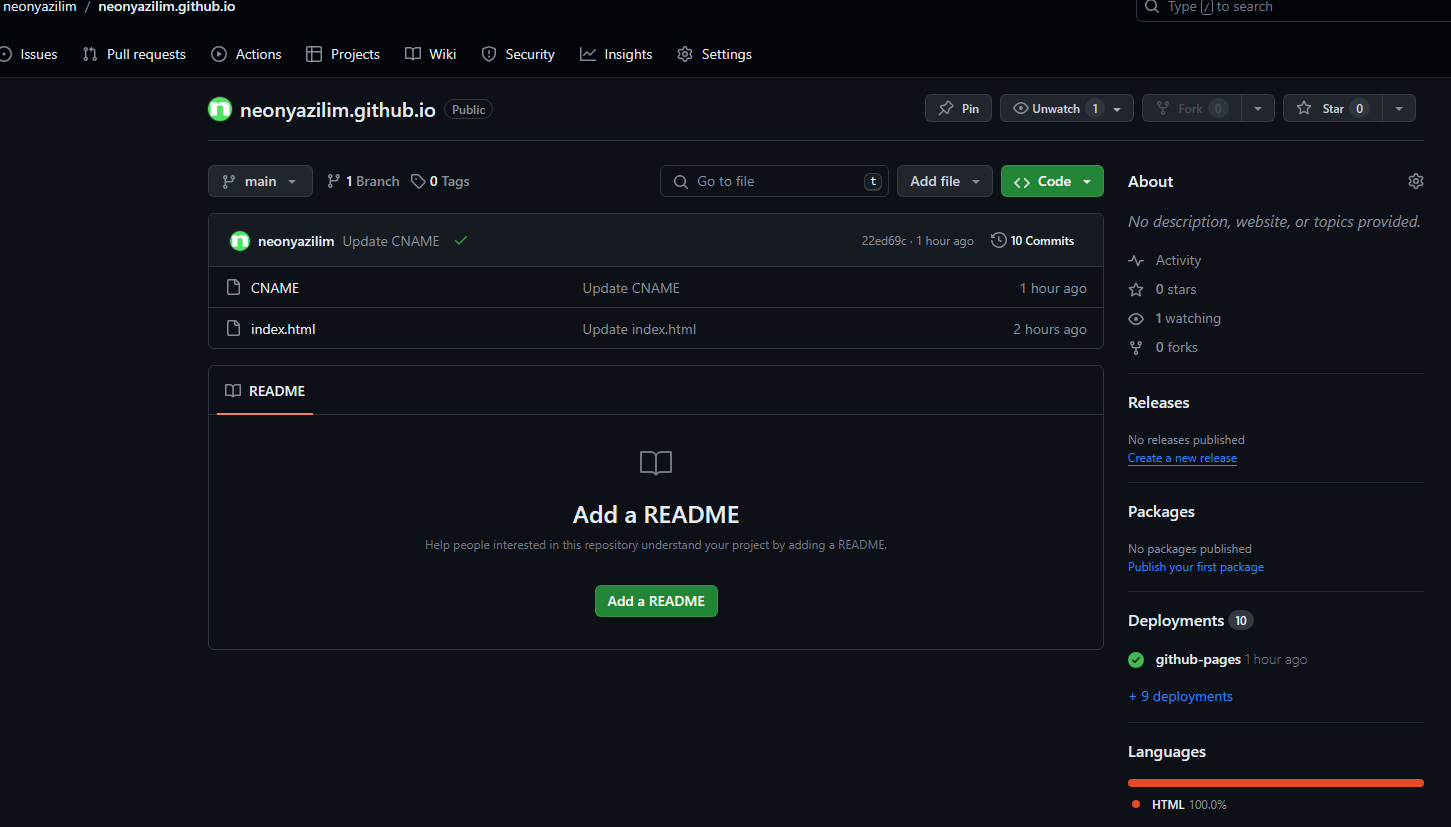 neonyazilim / neonyazilim.github.io
Type / to search
Issues Pull requests Actions Projects Wiki Security Insights Settings
neonyazilim.github.io Public
Pin Unwatch 1 Fork 0 Star 0
main 1 Branch 0 Tags Go to file t Add file Code
neonyazilim Update CNAME 22ed69c · 1 hour ago 10 Commits
CNAME Update CNAME 1 hour ago
index.html Update index.html 2 hours ago
README
Add a README
Help people interested in this repository understand your project by adding a README.
Add a README
About
No description, website, or topics provided.
Activity
0 stars
1 watching
0 forks
Releases
No releases published
Create a new release
Packages
No packages published
Publish your first package
Deployments 10
github-pages 1 hour ago
+ 9 deployments
Languages
HTML 100.0%